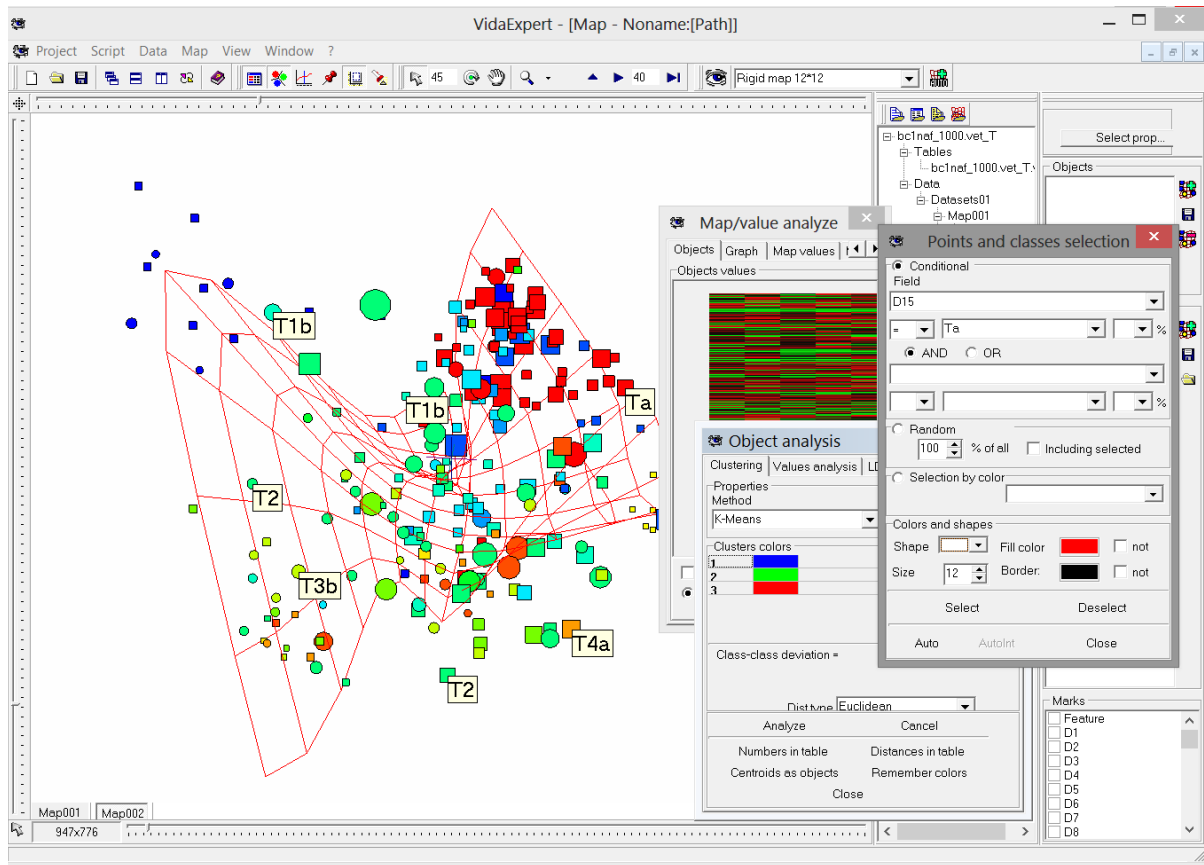 VidaExpert - [Map - Noname:[Path]]
Project Script Data Map View Window ?
45
40
Rigid map 12*12
bc1naf_1000.vet_T
Tables
bc1naf_1000.vet_T.
Data
Datasets01
Map001
Select prop...
Objects
T1b
T1b
Ta
T2
T3b
T4a
T2
Map/value analyze
Objects Graph Map values
Objects values
Object analysis
Clustering Values analysis
Properties
Method
K-Means
Clusters colors
1
2
3
Class-class deviation =
Dist.type Euclidean
Analyze Cancel
Numbers in table Distances in table
Centroids as objects Remember colors
Close
Points and classes selection
Conditional
Field
D15
= Ta %
AND OR
%
Random
100 % of all Including selected
Selection by color
Colors and shapes
Shape Fill color not
Size 12 Border: not
Select Deselect
Auto AutoInt Close
Marks
Feature
D1
D2
D3
D4
D5
D6
D7
D8
Map001 Map002
947x776